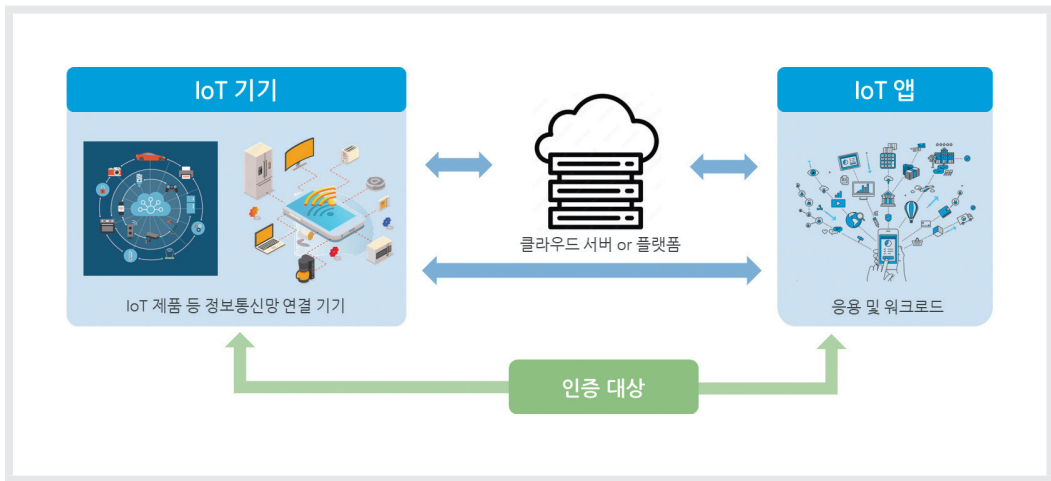 IoT 기기
IoT 앱
클라우드 서버 or 플랫폼
IoT 제품 등 정보통신망 연결 기기
응용 및 워크로드
인증 대상